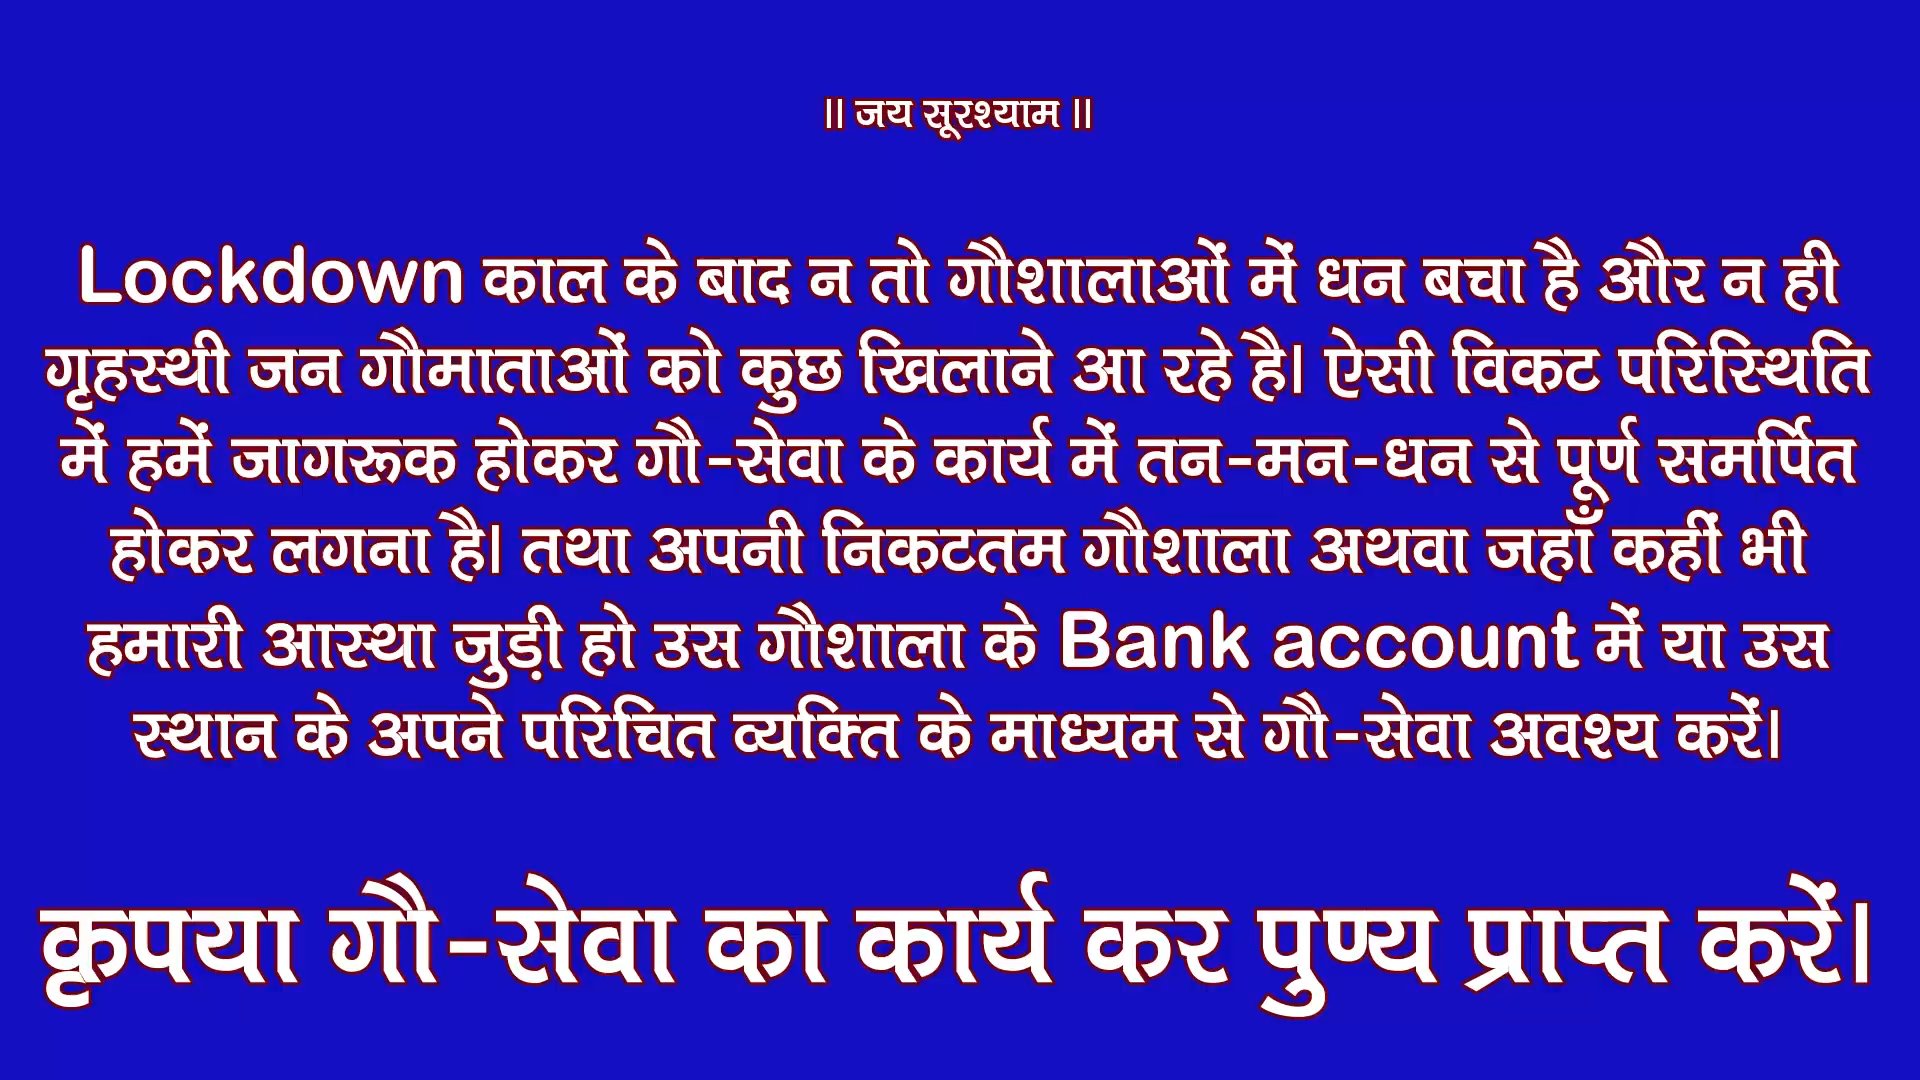 ॥ जय सूरश्याम ॥
Lockdown काल के बाद न तो गौशालाओं में धन बचा है और न ही
गृहस्थी जन गौमाताओं को कुछ खिलाने आ रहे है। ऐसी विकट परिस्थिति
में हमें जागरूक होकर गौ-सेवा के कार्य में तन-मन-धन से पूर्ण समर्पित
होकर लगना है। तथा अपनी निकटतम गौशाला अथवा जहाँ कहीं भी
हमारी आस्था जुड़ी हो उस गौशाला के Bank account में या उस
स्थान के अपने परिचित व्यक्ति के माध्यम से गौ-सेवा अवश्य करें।
कृपया गौ-सेवा का कार्य कर पुण्य प्राप्त करें।